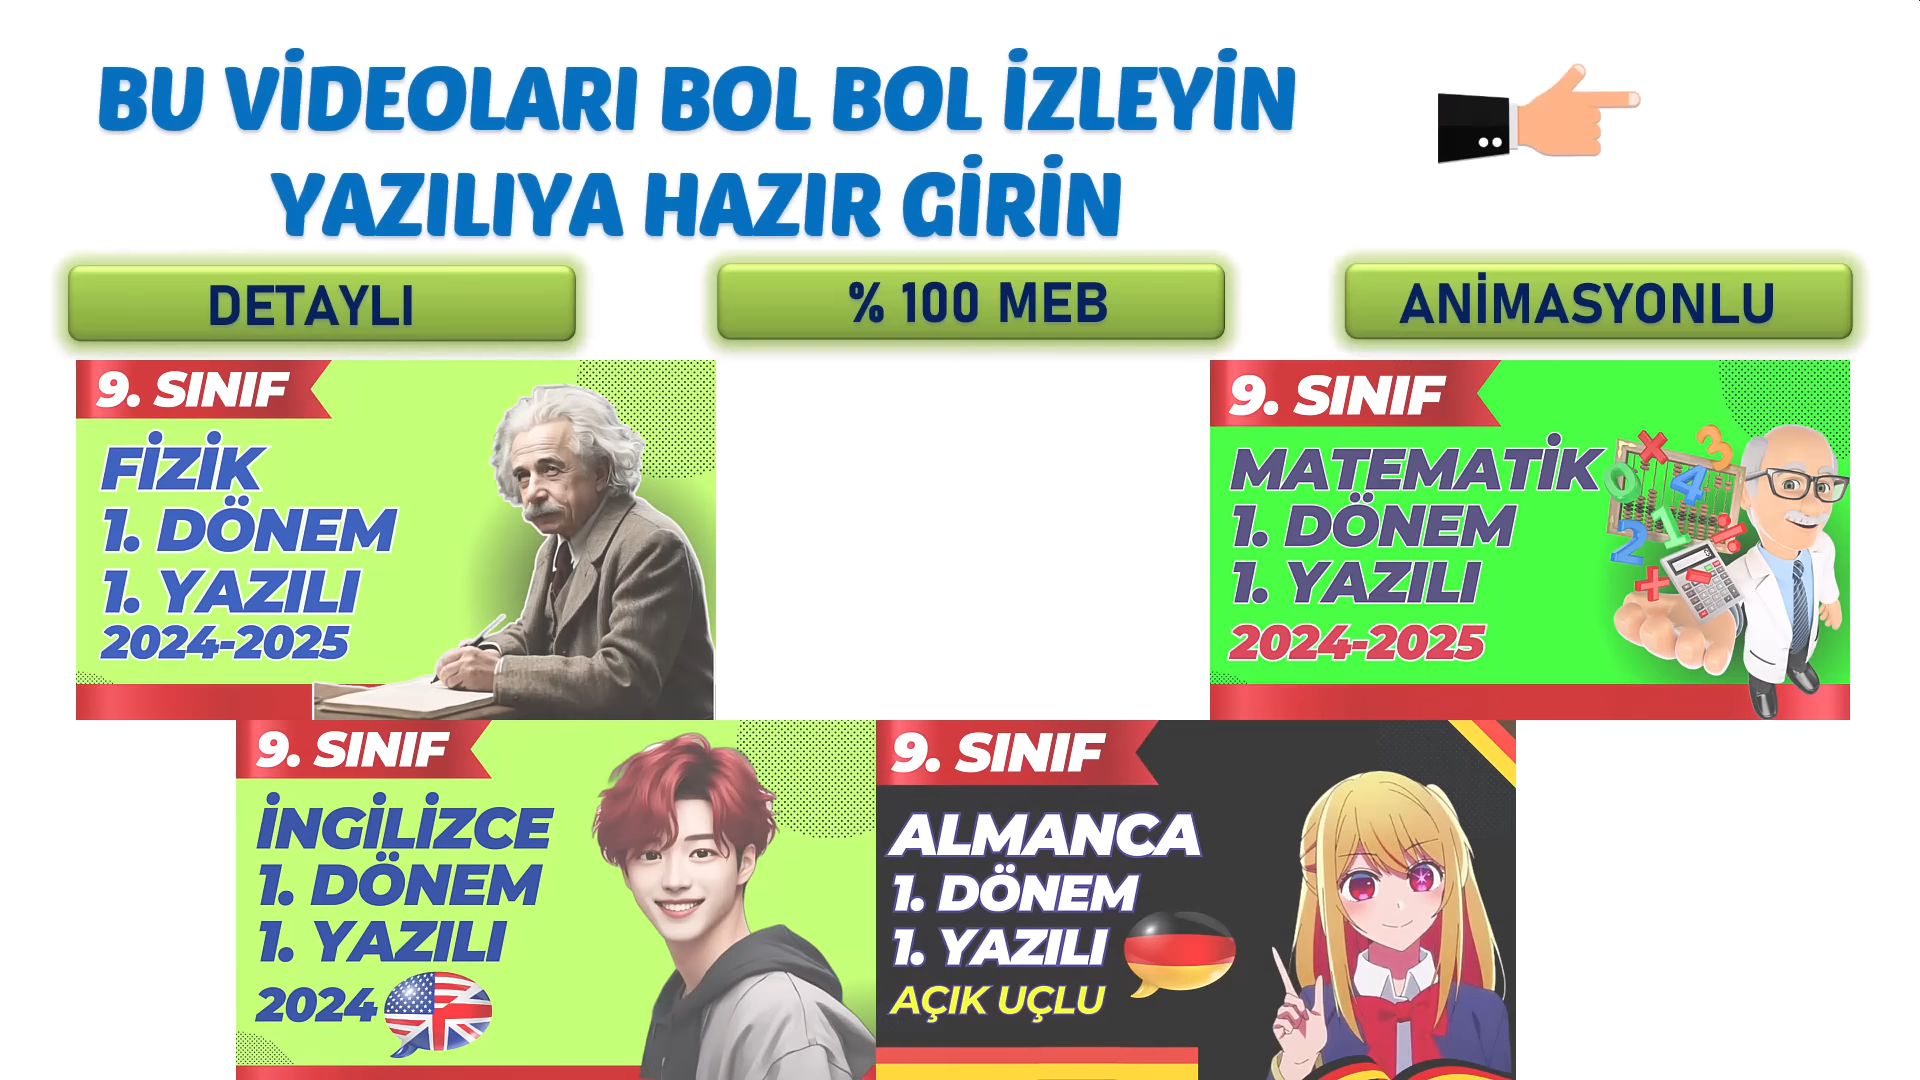 BU VİDEOLARI BOL BOL İZLEYİN
YAZILIYA HAZIR GİRİN
DETAYLI
% 100 MEB
ANİMASYONLU
9. SINIF
FİZİK
1. DÖNEM
1. YAZILI
2024-2025
9. SINIF
MATEMATİK
1. DÖNEM
1. YAZILI
2024-2025
9. SINIF
İNGİLİZCE
1. DÖNEM
1. YAZILI
2024
9. SINIF
ALMANCA
1. DÖNEM
1. YAZILI
AÇIK UÇLU